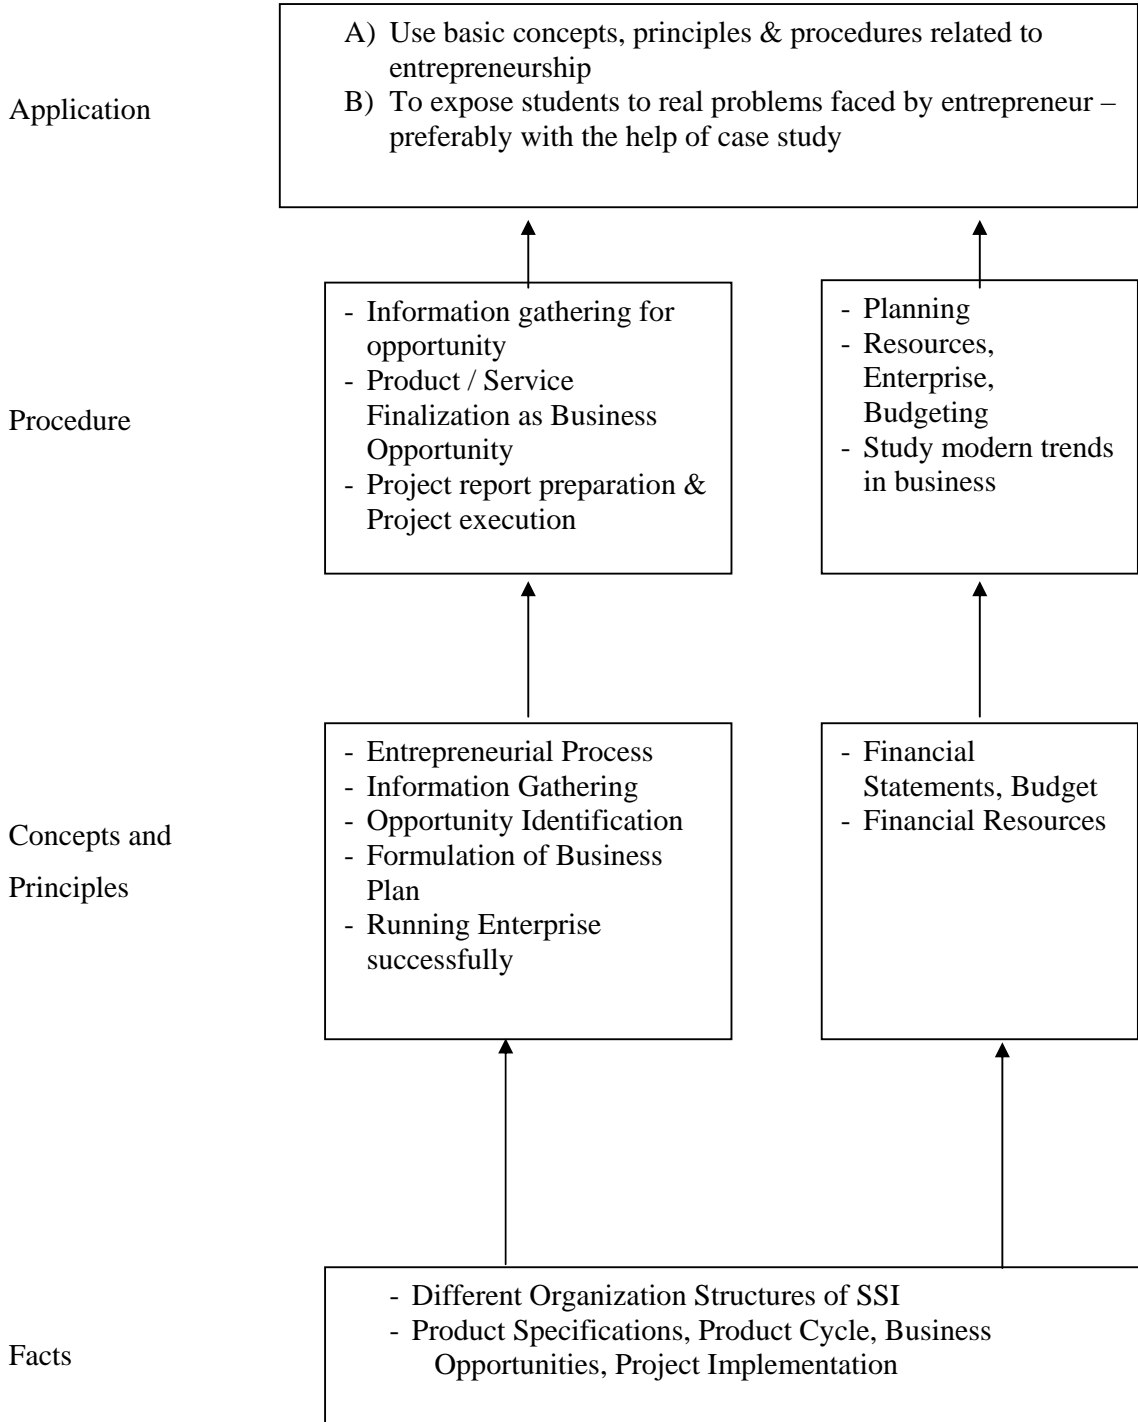 A) Use basic concepts, principles & procedures related to
entrepreneurship
Application
B) To expose students to real problems faced by entrepreneur –
preferably with the help of case study
Procedure
- Information gathering for
opportunity
- Product / Service
Finalization as Business
Opportunity
- Project report preparation &
Project execution
- Planning
- Resources,
Enterprise,
Budgeting
- Study modern trends
in business
Concepts and
Principles
- Entrepreneurial Process
- Information Gathering
- Opportunity Identification
- Formulation of Business
Plan
- Running Enterprise
successfully
- Financial
Statements, Budget
- Financial Resources
Facts
- Different Organization Structures of SSI
- Product Specifications, Product Cycle, Business
Opportunities, Project Implementation